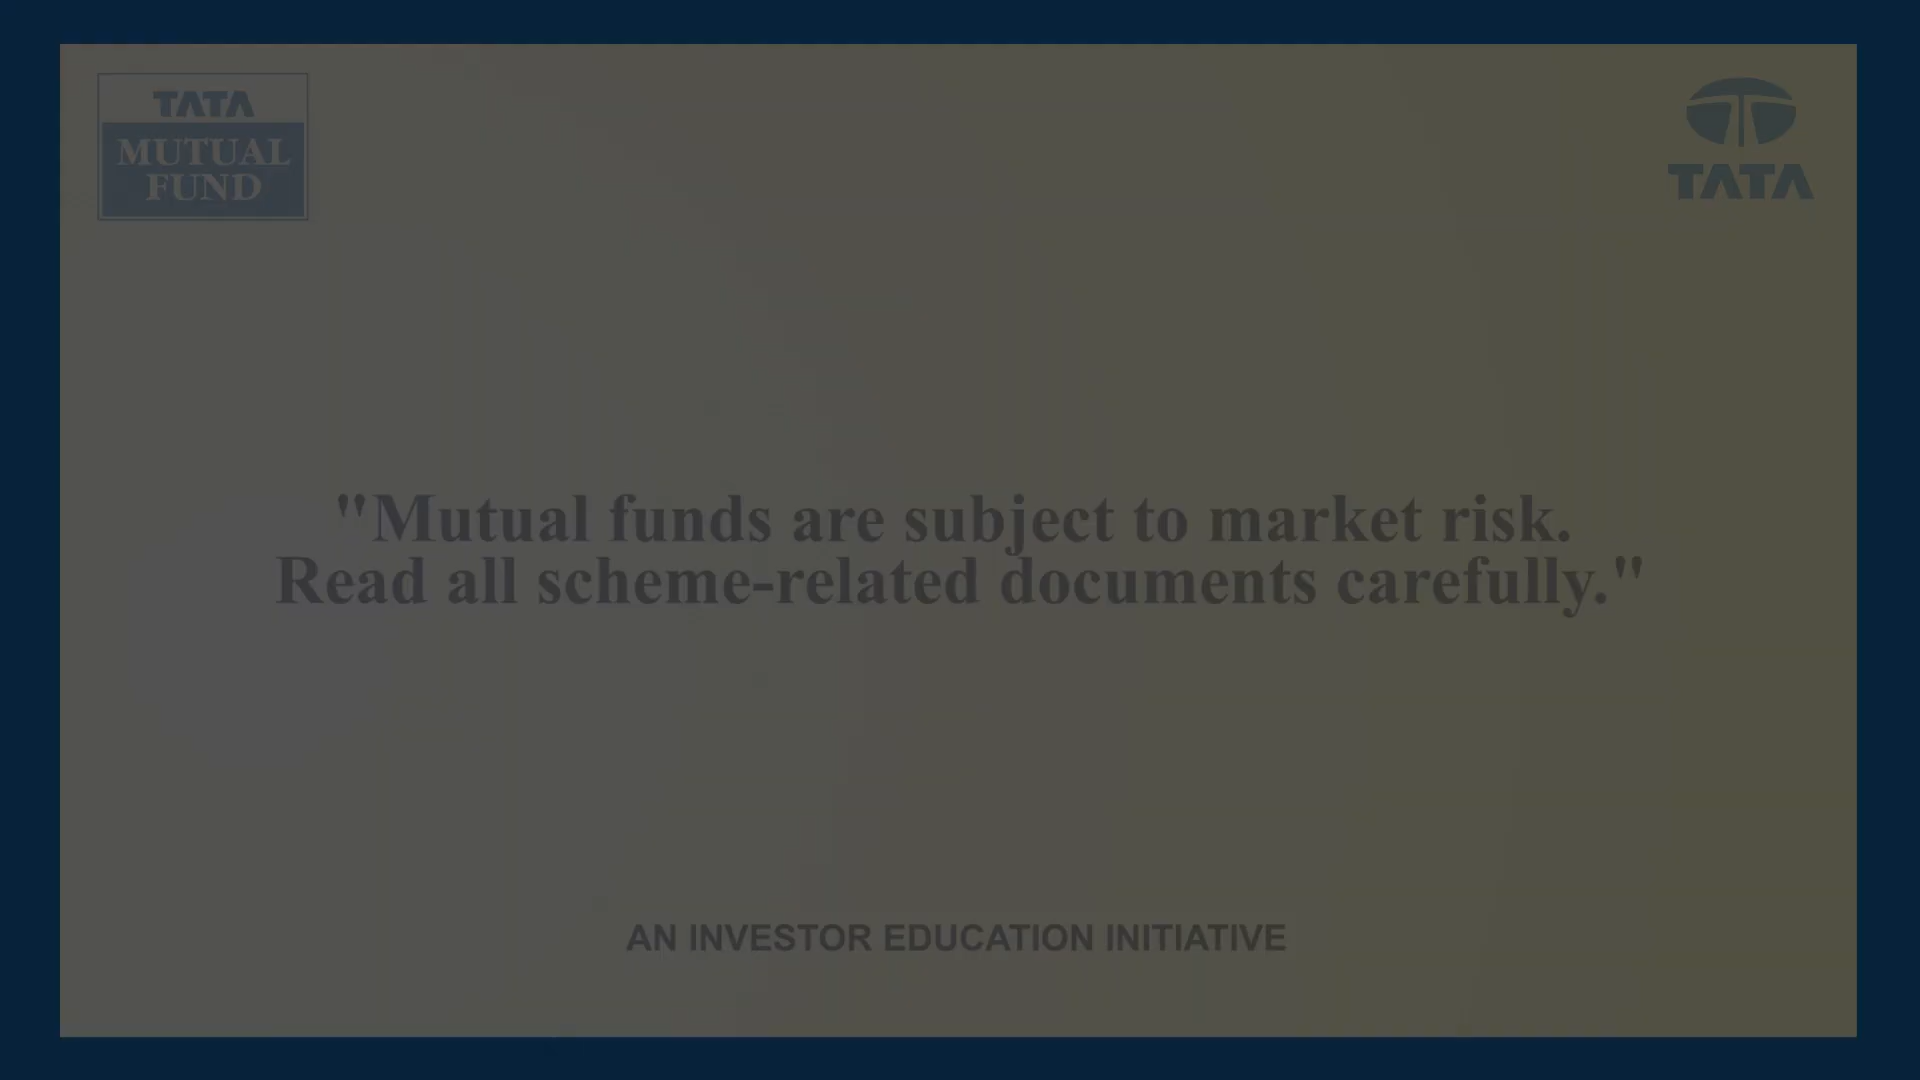 TATA
MUTUAL
FUND
TATA
"Mutual funds are subject to market risk.
Read all scheme-related documents carefully."
AN INVESTOR EDUCATION INITIATIVE